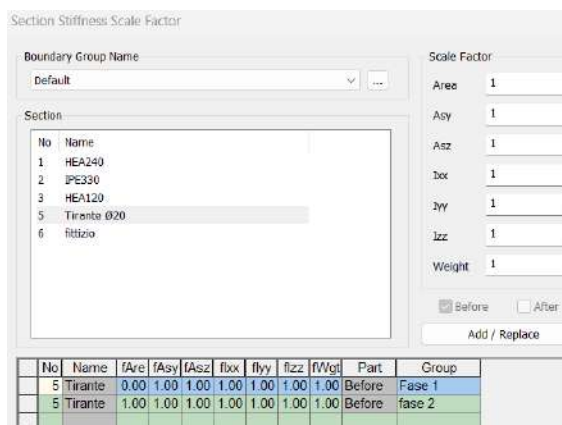 Section Stiffness Scale Factor
Boundary Group Name
Default
...
Section
No Name
1 HEA240
2 IPE330
3 HEA120
5 Tirante Ø20
6 fittizio
Scale Factor
Area 1
Asy 1
Asz 1
Ixx 1
Iyy 1
Izz 1
Weight 1
Before After
Add / Replace
No Name fAre fAsy fAsz fIxx fIyy fIzz fWgt Part Group
5 Tirante 0.00 1.00 1.00 1.00 1.00 1.00 1.00 Before Fase 1
5 Tirante 1.00 1.00 1.00 1.00 1.00 1.00 1.00 Before fase 2